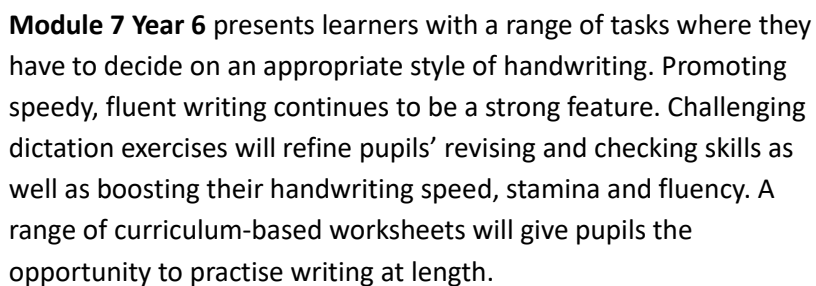 Module 7 Year 6 presents learners with a range of tasks where they
have to decide on an appropriate style of handwriting. Promoting
speedy, fluent writing continues to be a strong feature. Challenging
dictation exercises will refine pupils’ revising and checking skills as
well as boosting their handwriting speed, stamina and fluency. A
range of curriculum-based worksheets will give pupils the
opportunity to practise writing at length.